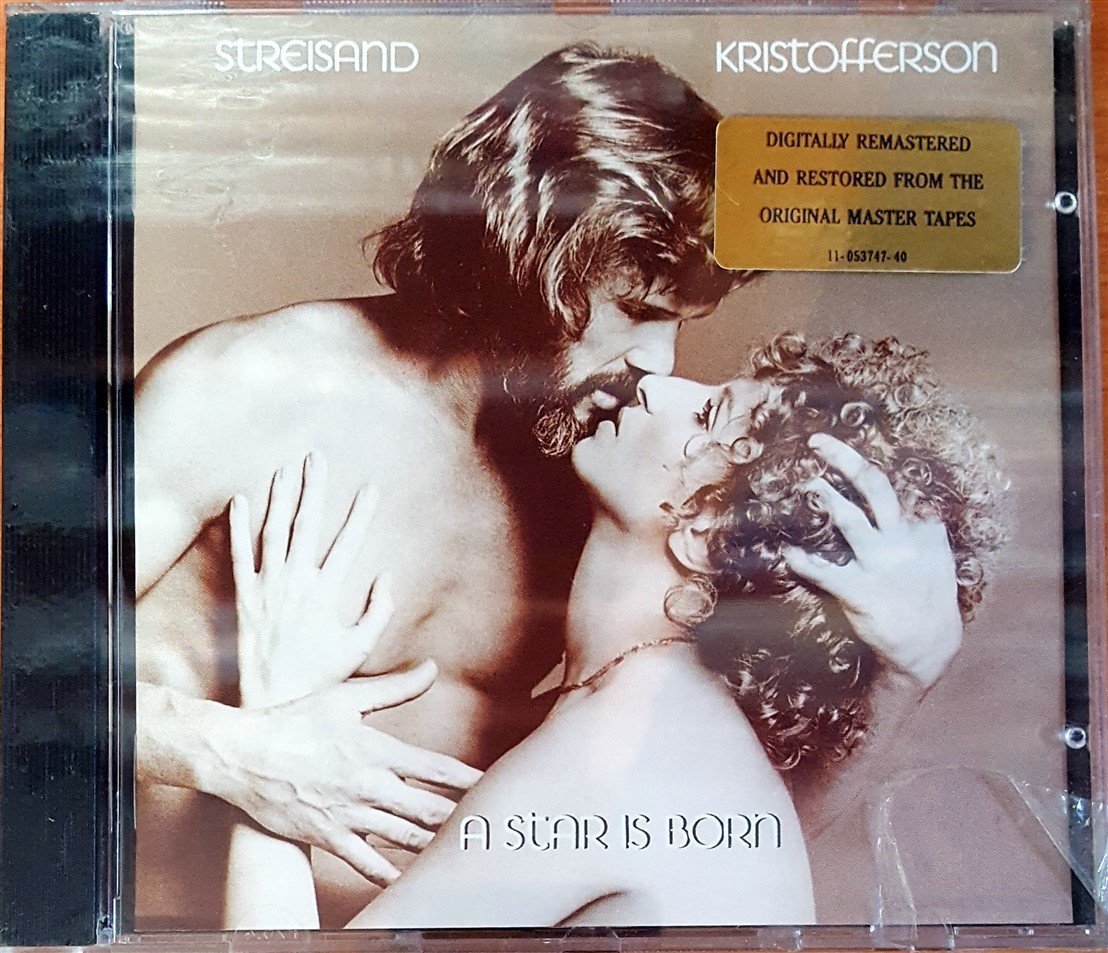 STREISAND KRISTOFFERSON
DIGITALLY REMASTERED
AND RESTORED FROM THE
ORIGINAL MASTER TAPES
11-053747-40
A STAR IS BORN